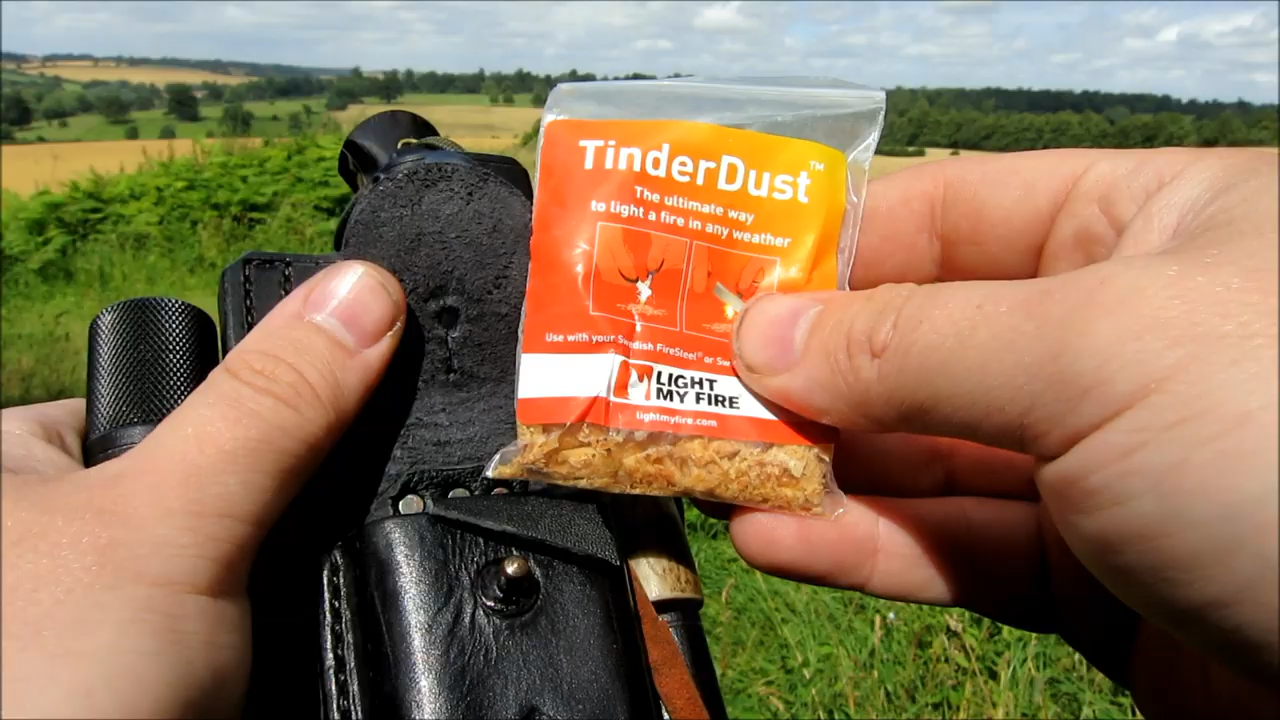 TinderDust™
The ultimate way
to light a fire in any weather
Use with your Swedish FireSteel® or Sw
LIGHT
MY FIRE
lightmyfire.com